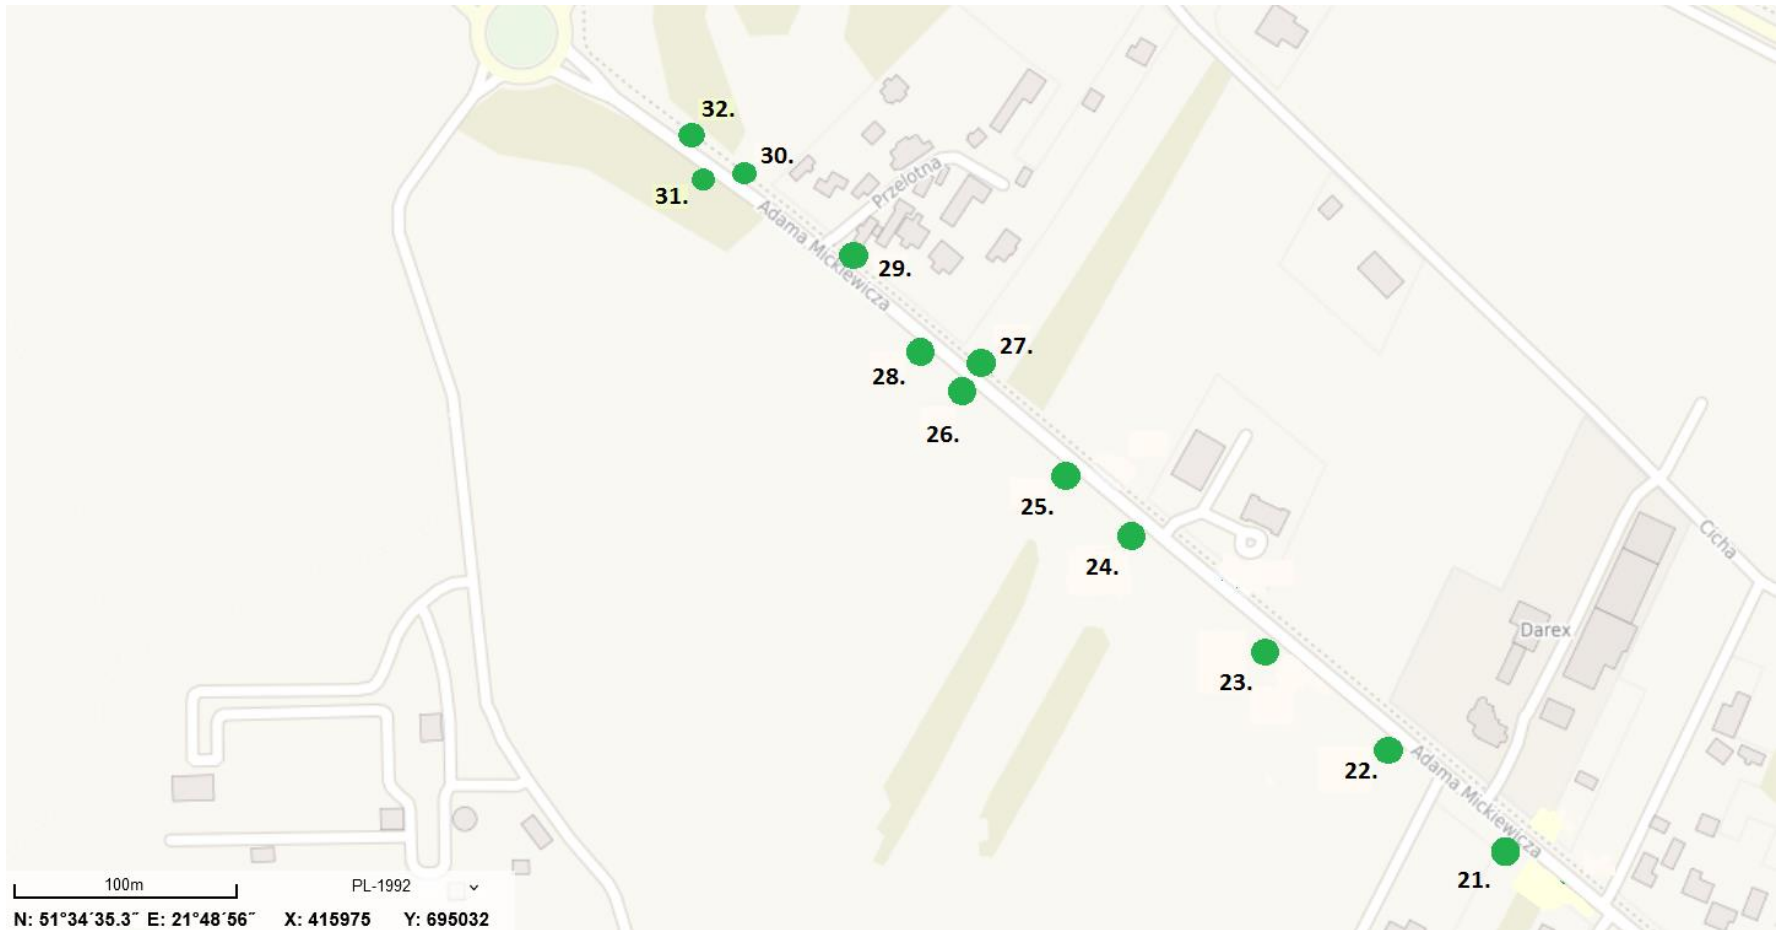 32.
30.
31.
Przelotna
Adama Mickiewicza
29.
27.
28.
26.
25.
24.
Cicha
Darex
23.
22.
Adama Mickiewicza
21.
100m
PL-1992
N: 51°34´35.3˝ E: 21°48´56˝ X: 415975 Y: 695032